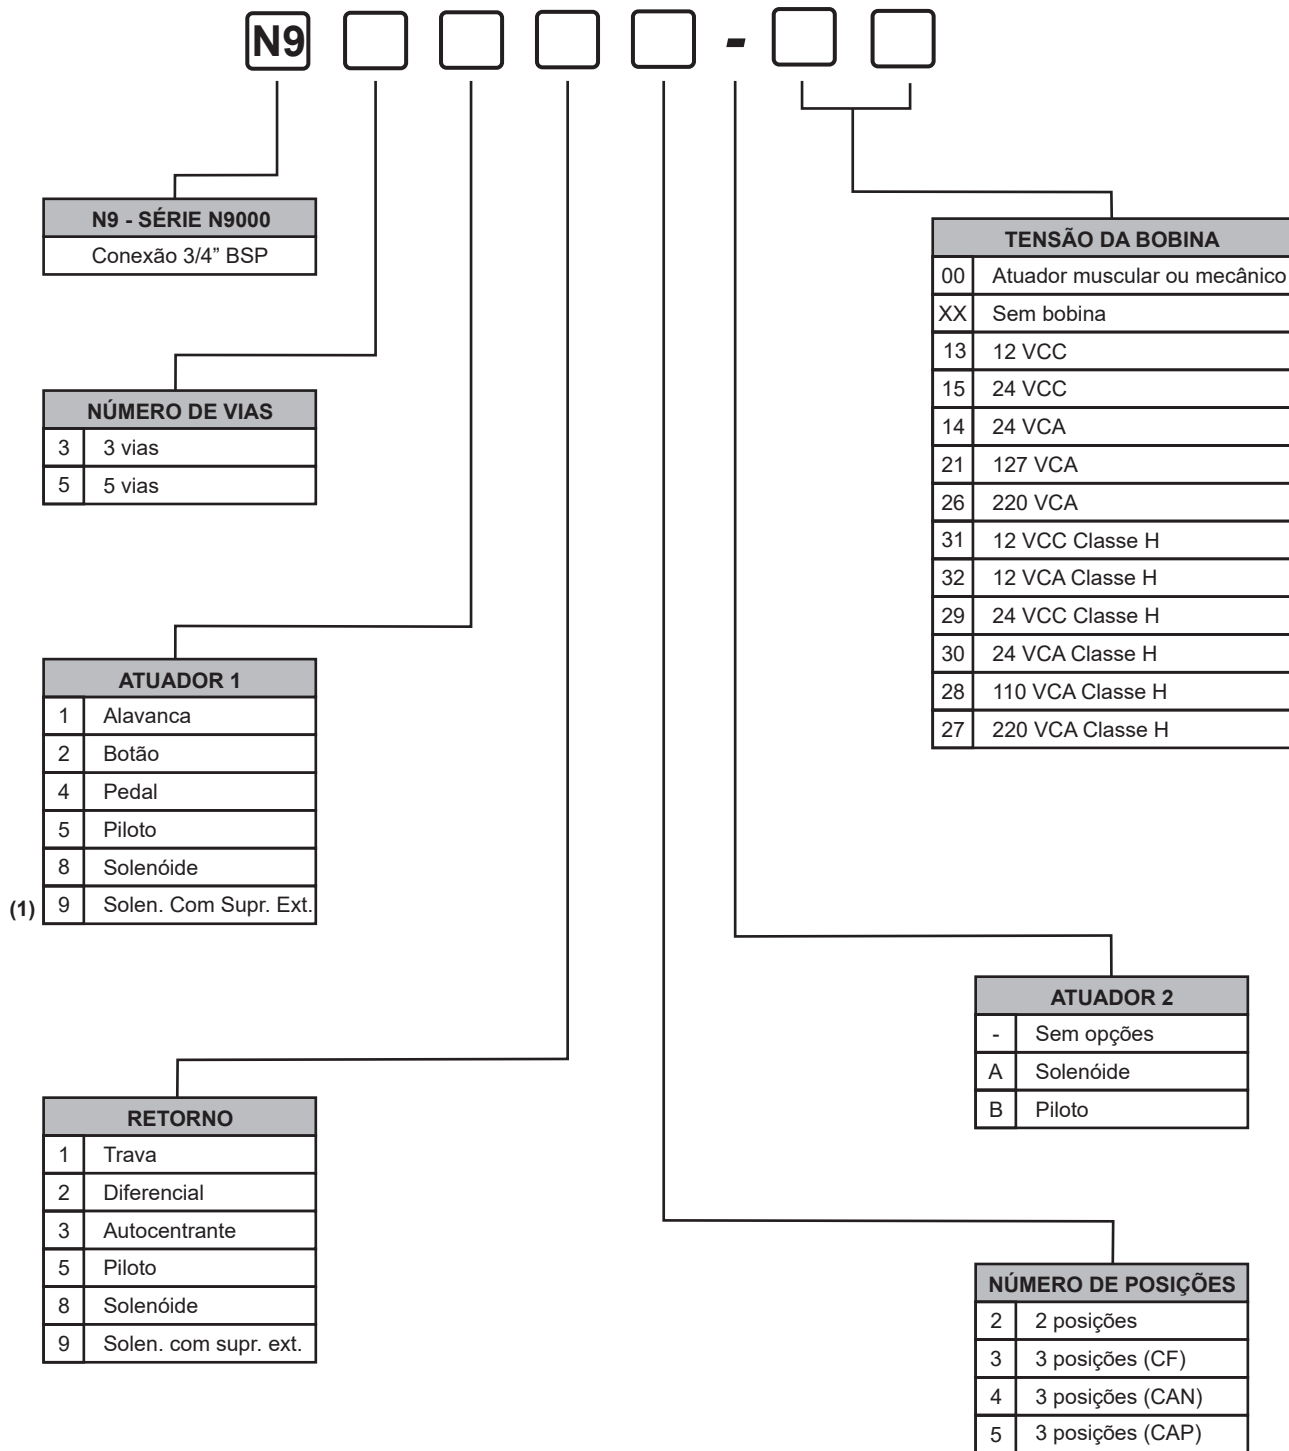 N9 -
N9 - SÉRIE N9000
Conexão 3/4” BSP
NÚMERO DE VIAS
3 3 vias
5 5 vias
ATUADOR 1
1 Alavanca
2 Botão
4 Pedal
5 Piloto
8 Solenóide
(1) 9 Solen. Com Supr. Ext.
RETORNO
1 Trava
2 Diferencial
3 Autocentrante
5 Piloto
8 Solenóide
9 Solen. com supr. ext.
TENSÃO DA BOBINA
00 Atuador muscular ou mecânico
XX Sem bobina
13 12 VCC
15 24 VCC
14 24 VCA
21 127 VCA
26 220 VCA
31 12 VCC Classe H
32 12 VCA Classe H
29 24 VCC Classe H
30 24 VCA Classe H
28 110 VCA Classe H
27 220 VCA Classe H
ATUADOR 2
- Sem opções
A Solenóide
B Piloto
NÚMERO DE POSIÇÕES
2 2 posições
3 3 posições (CF)
4 3 posições (CAN)
5 3 posições (CAP)